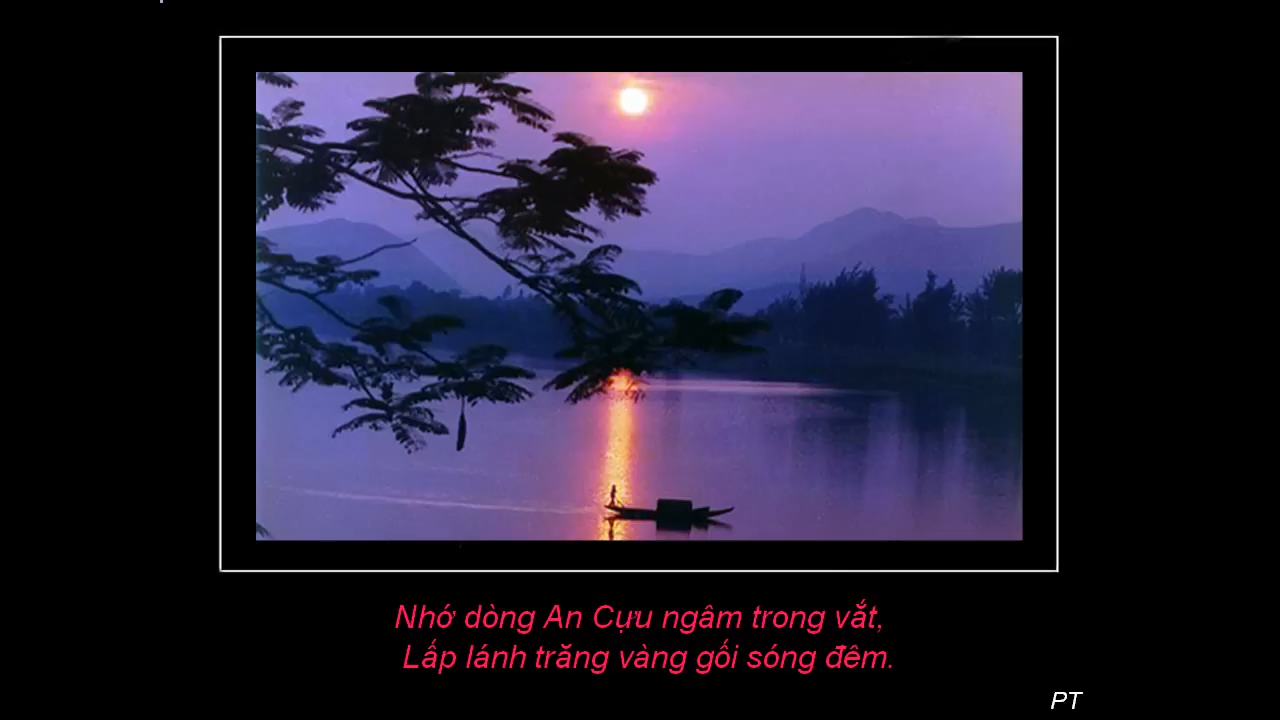 Nhớ dòng An Cựu ngâm trong vắt,
Lấp lánh trăng vàng gối sóng đêm.
PT